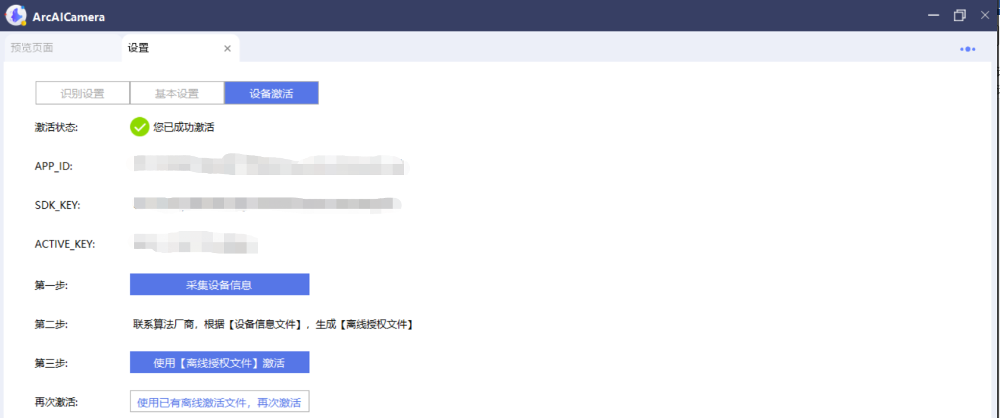 ArcAICamera
预览页面 设置
识别设置 基本设置 设备激活
激活状态: 您已成功激活
APP_ID:
SDK_KEY:
ACTIVE_KEY:
第一步: 采集设备信息
第二步: 联系算法厂商，根据【设备信息文件】，生成【离线授权文件】
第三步: 使用【离线授权文件】激活
再次激活: 使用已有离线激活文件，再次激活